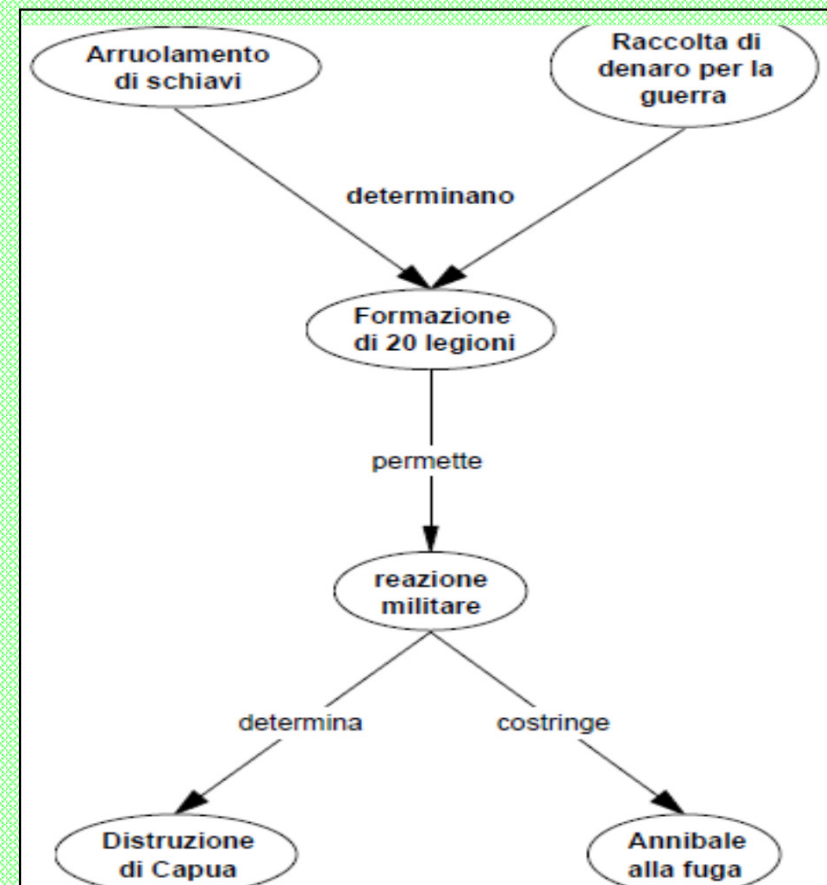 Arruolamento
di schiavi
Raccolta di
denaro per la
guerra
determinano
Formazione
di 20 legioni
permette
reazione
militare
determina
costringe
Distruzione
di Capua
Annibale
alla fuga